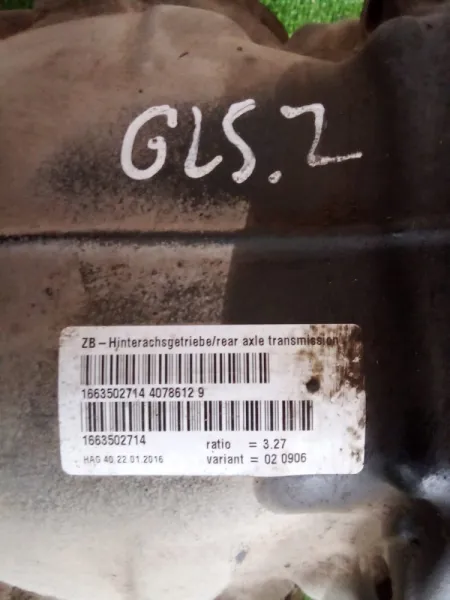 GLS.2
ZB - Hinterachsgetriebe/rear axle transmission
1663502714 4078612 9
1663502714
ratio = 3.27
HAG 40 22.01.2016
variant = 02 0906